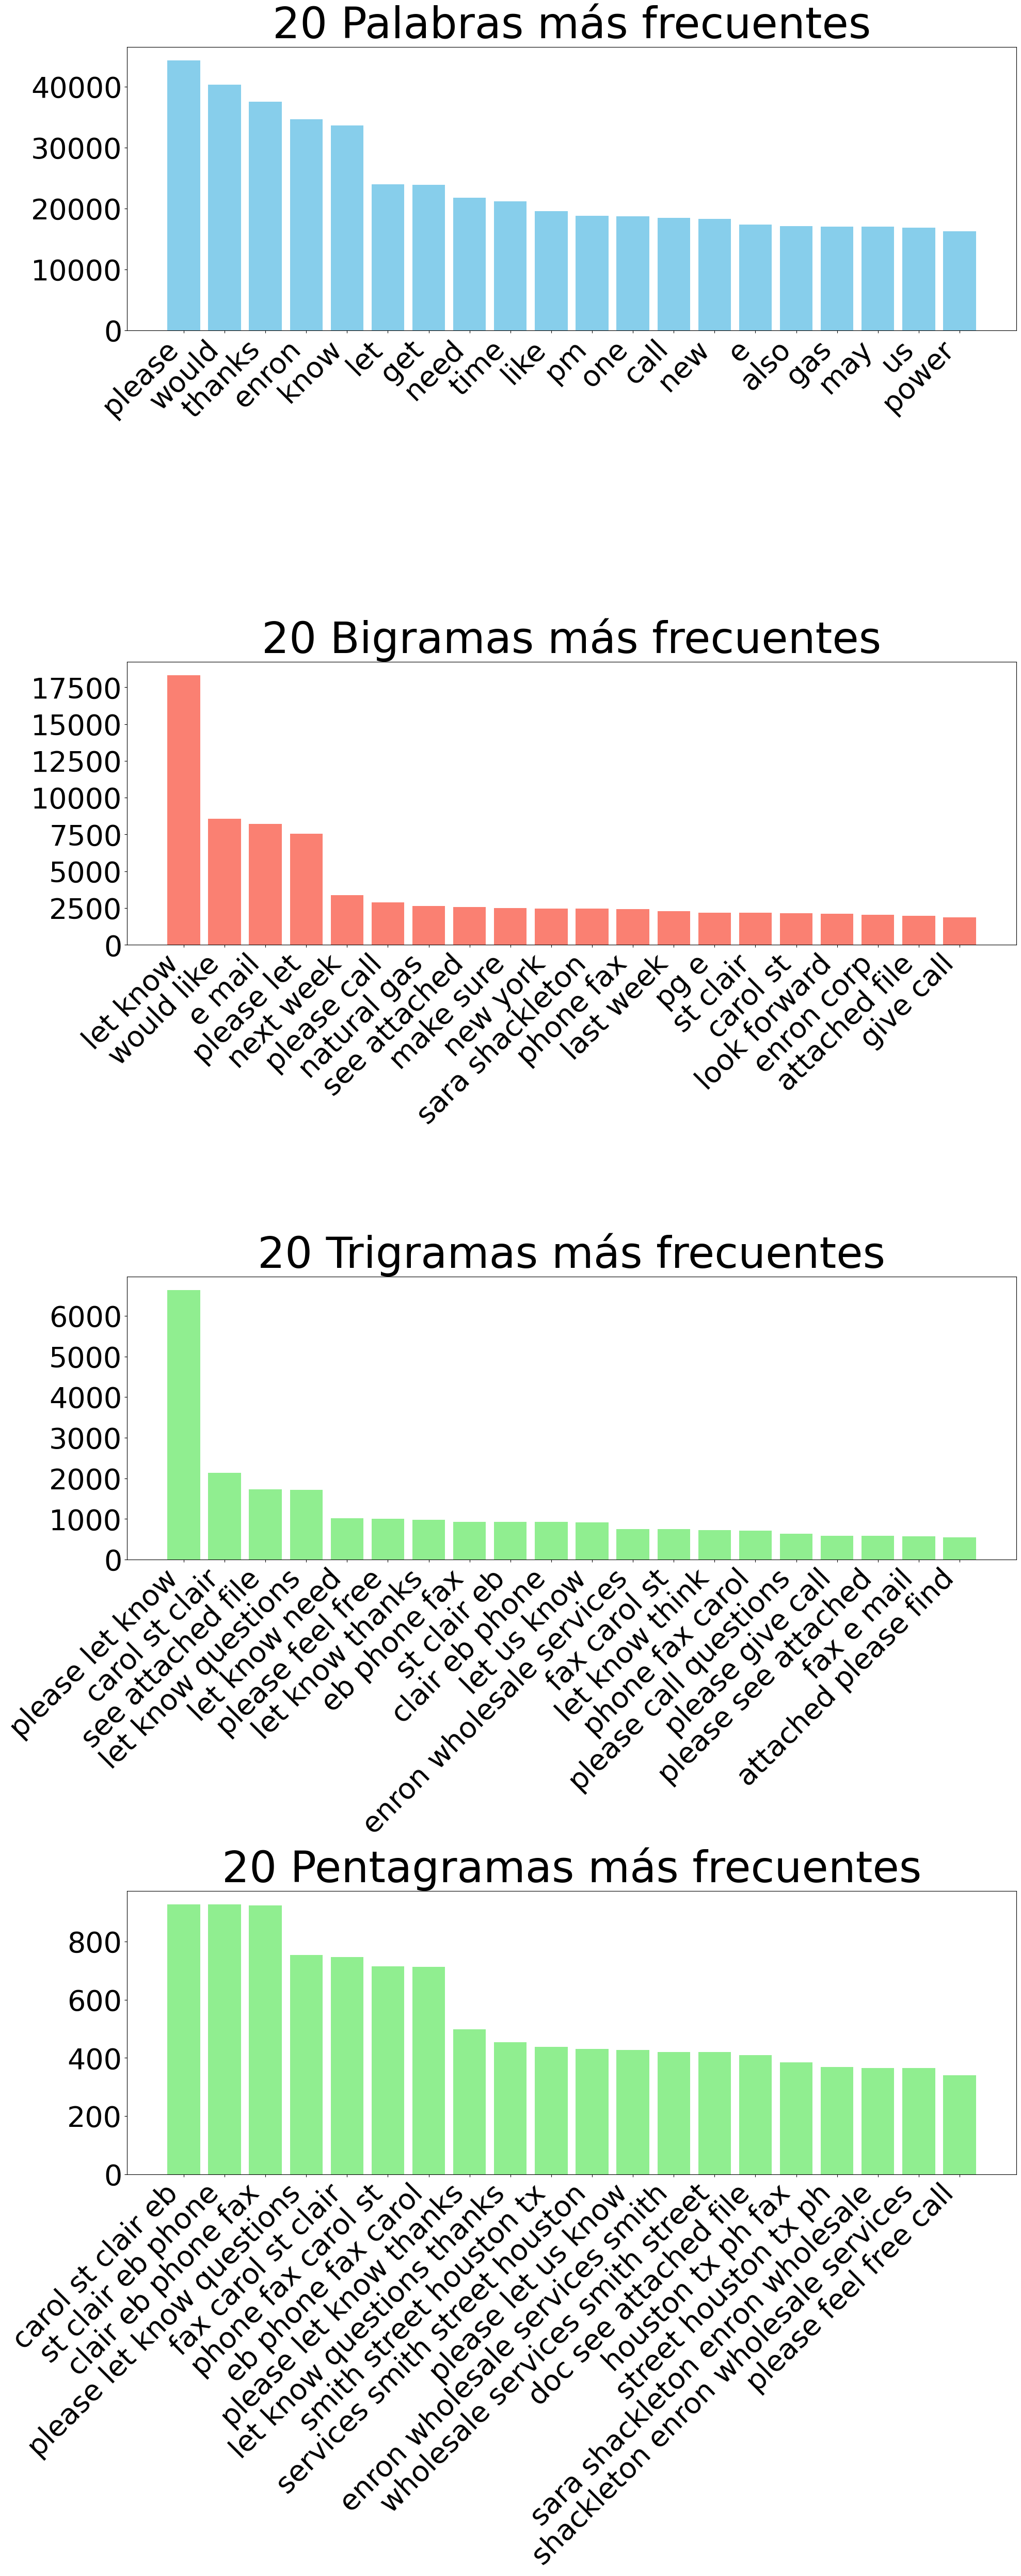 20 Palabras más frecuentes
40000
30000
20000
10000
0
please
would
thanks
enron
know
let
get
need
time
like
pm
one
call
new
e
also
gas
may
us
power
20 Bigramas más frecuentes
17500
15000
12500
10000
7500
5000
2500
0
let know
would like
e mail
please let
next week
please call
natural gas
see attached
make sure
new york
sara shackleton
phone fax
last week
pg e
st clair
carol st
look forward
enron corp
attached file
give call
20 Trigramas más frecuentes
6000
5000
4000
3000
2000
1000
0
please let know
carol st clair
see attached file
let know questions
let know need
please feel free
let know thanks
eb phone fax
st clair eb
clair eb phone
let us know
enron wholesale services
fax carol st
let know think
phone fax carol
please call questions
please give call
please see attached
fax e mail
attached please find
20 Pentagramas más frecuentes
800
600
400
200
0
carol st clair eb
st clair eb phone
clair eb phone fax
please let know questions
fax carol st clair
phone fax carol st
eb phone fax carol
please let know thanks
let know questions thanks
smith street houston tx
services smith street houston
please let us know
enron wholesale services smith
wholesale services smith street
doc see attached file
houston tx ph fax
street houston tx ph
sara shackleton enron wholesale
shackleton enron wholesale services
please feel free call